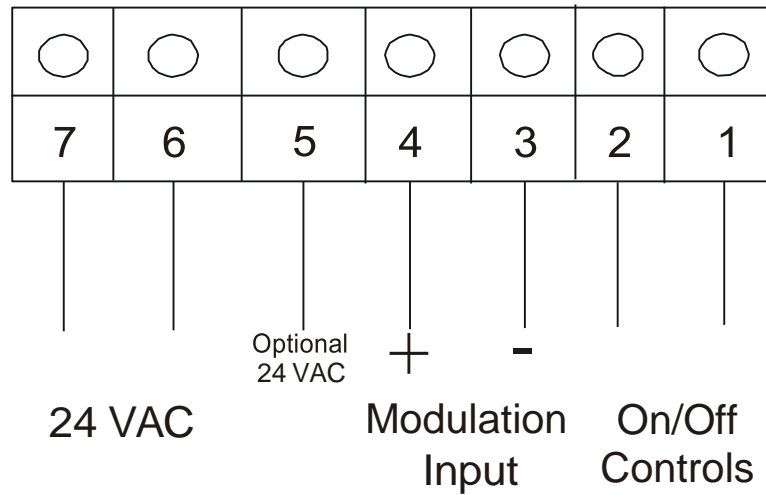 7 6 5 4 3 2 1
Optional + -
24 VAC
24 VAC Modulation On/Off
Input Controls